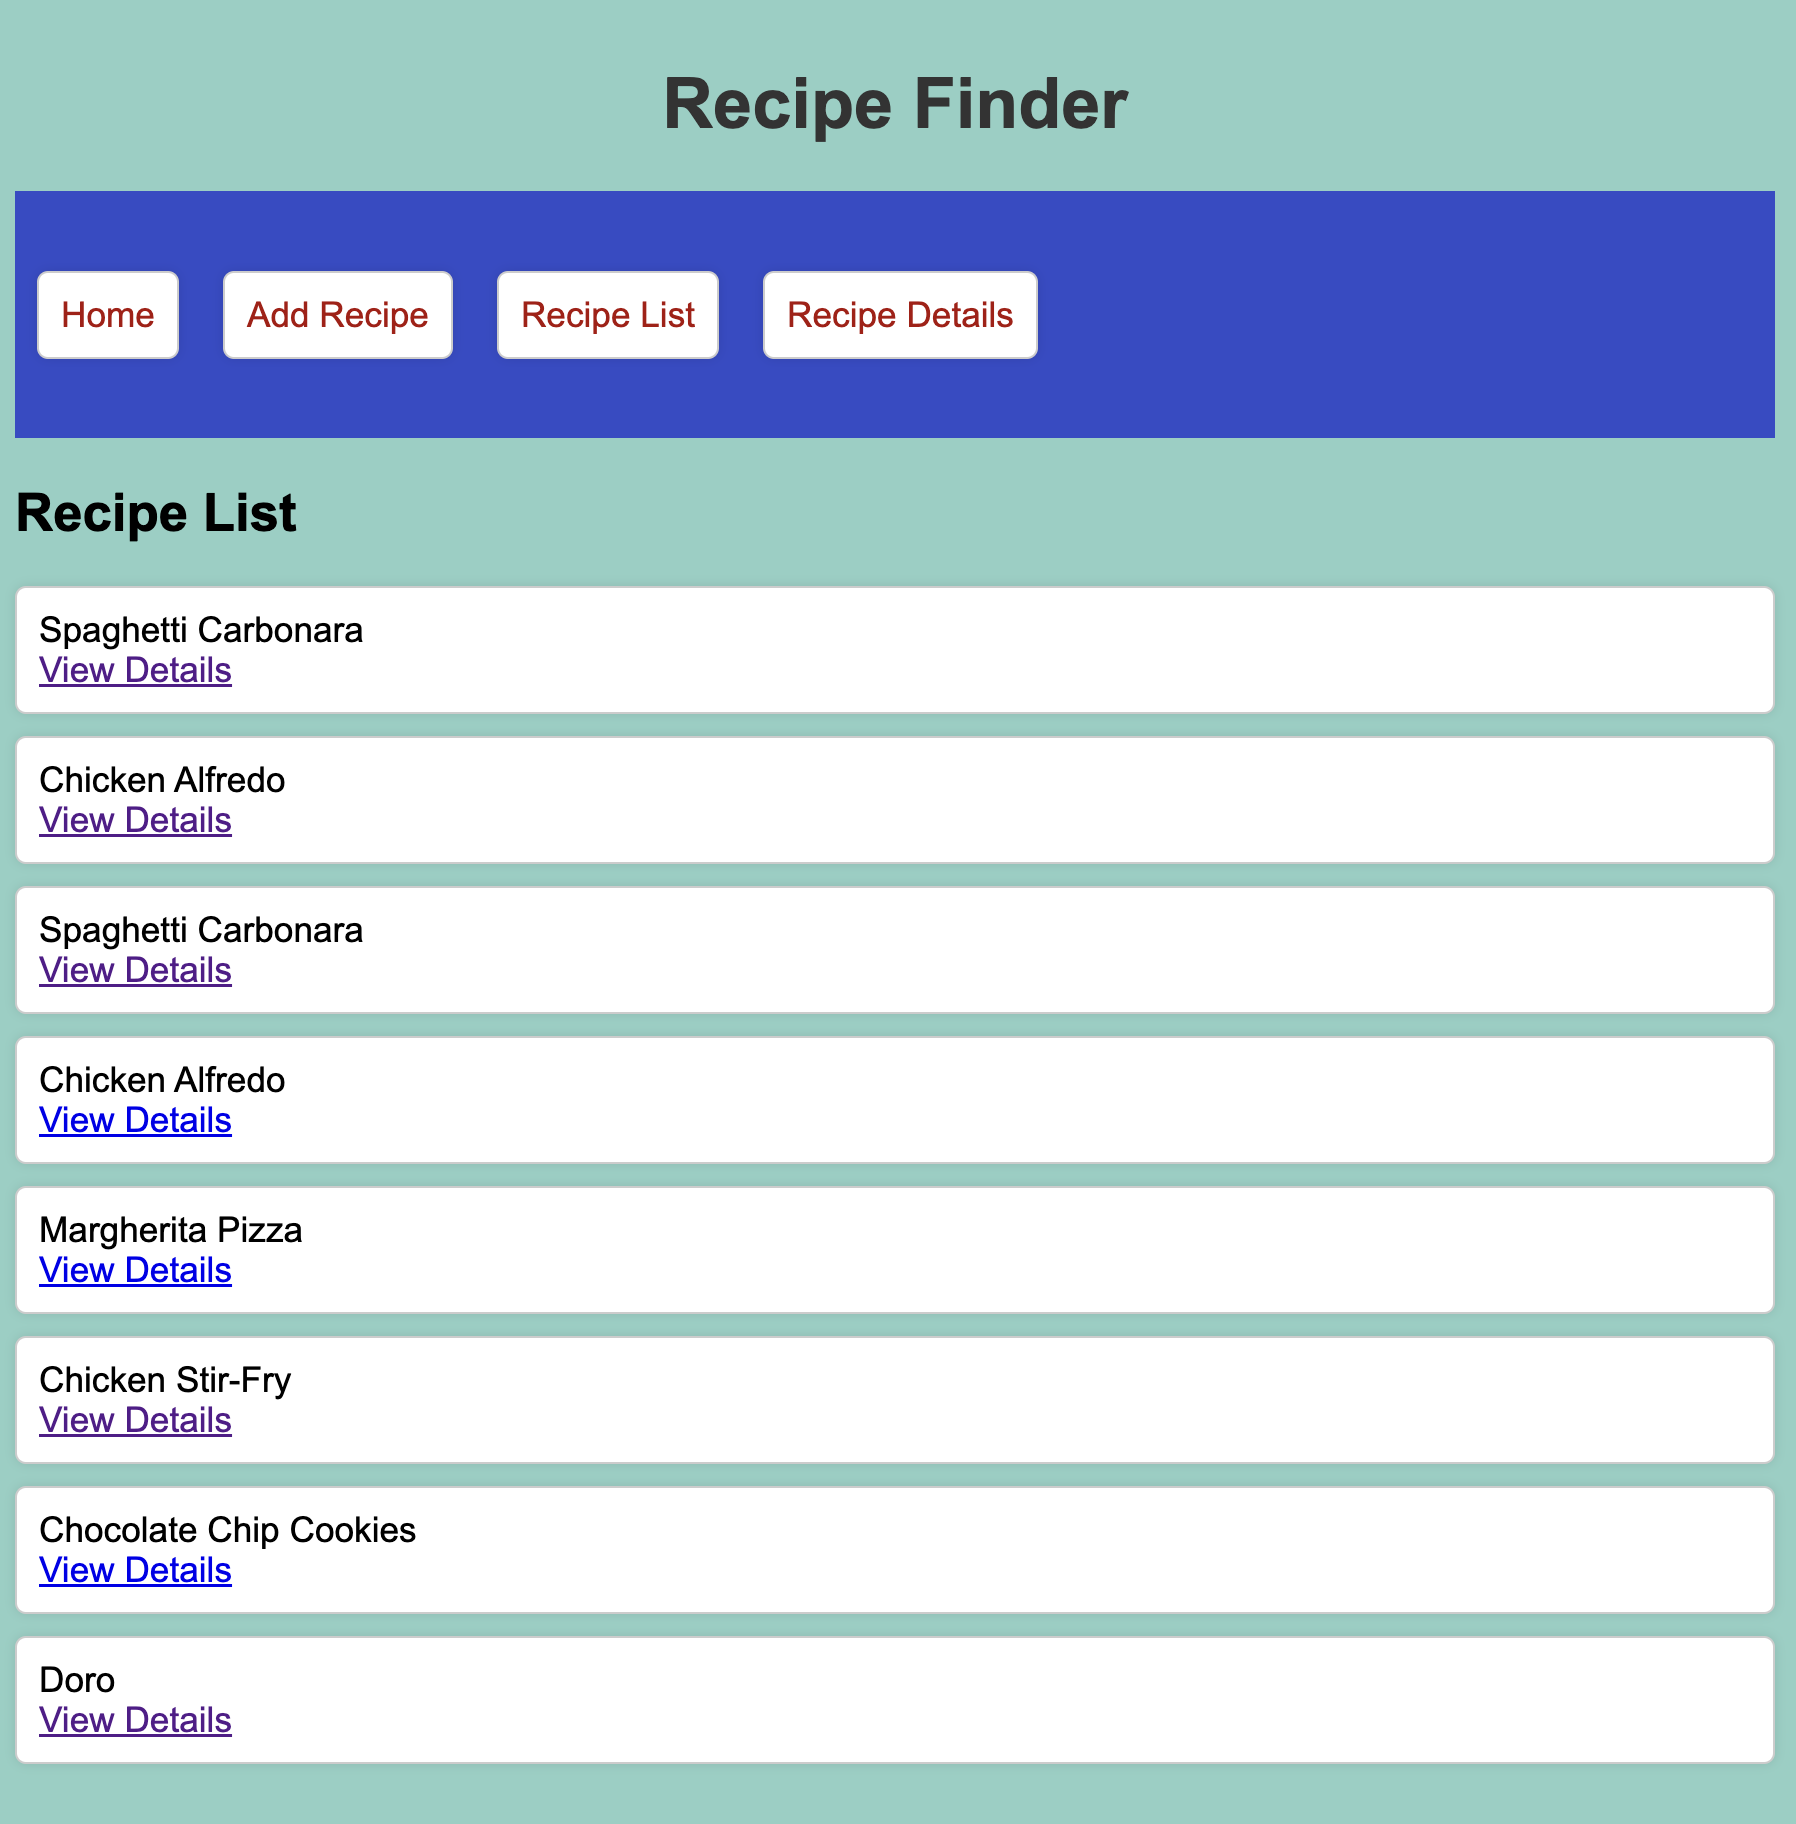 Recipe Finder
Home
Add Recipe
Recipe List
Recipe Details
Recipe List
Spaghetti Carbonara
View Details
Chicken Alfredo
View Details
Spaghetti Carbonara
View Details
Chicken Alfredo
View Details
Margherita Pizza
View Details
Chicken Stir-Fry
View Details
Chocolate Chip Cookies
View Details
Doro
View Details